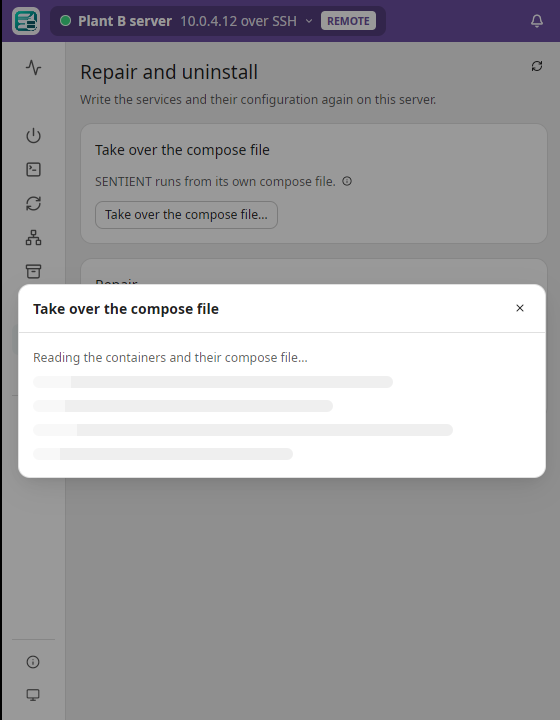 Plant B server 10.0.4.12 over SSH REMOTE
Repair and uninstall
Write the services and their configuration again on this server.
Take over the compose file
SENTIENT runs from its own compose file.
Take over the compose file...
Repair
Take over the compose file
Reading the containers and their compose file...